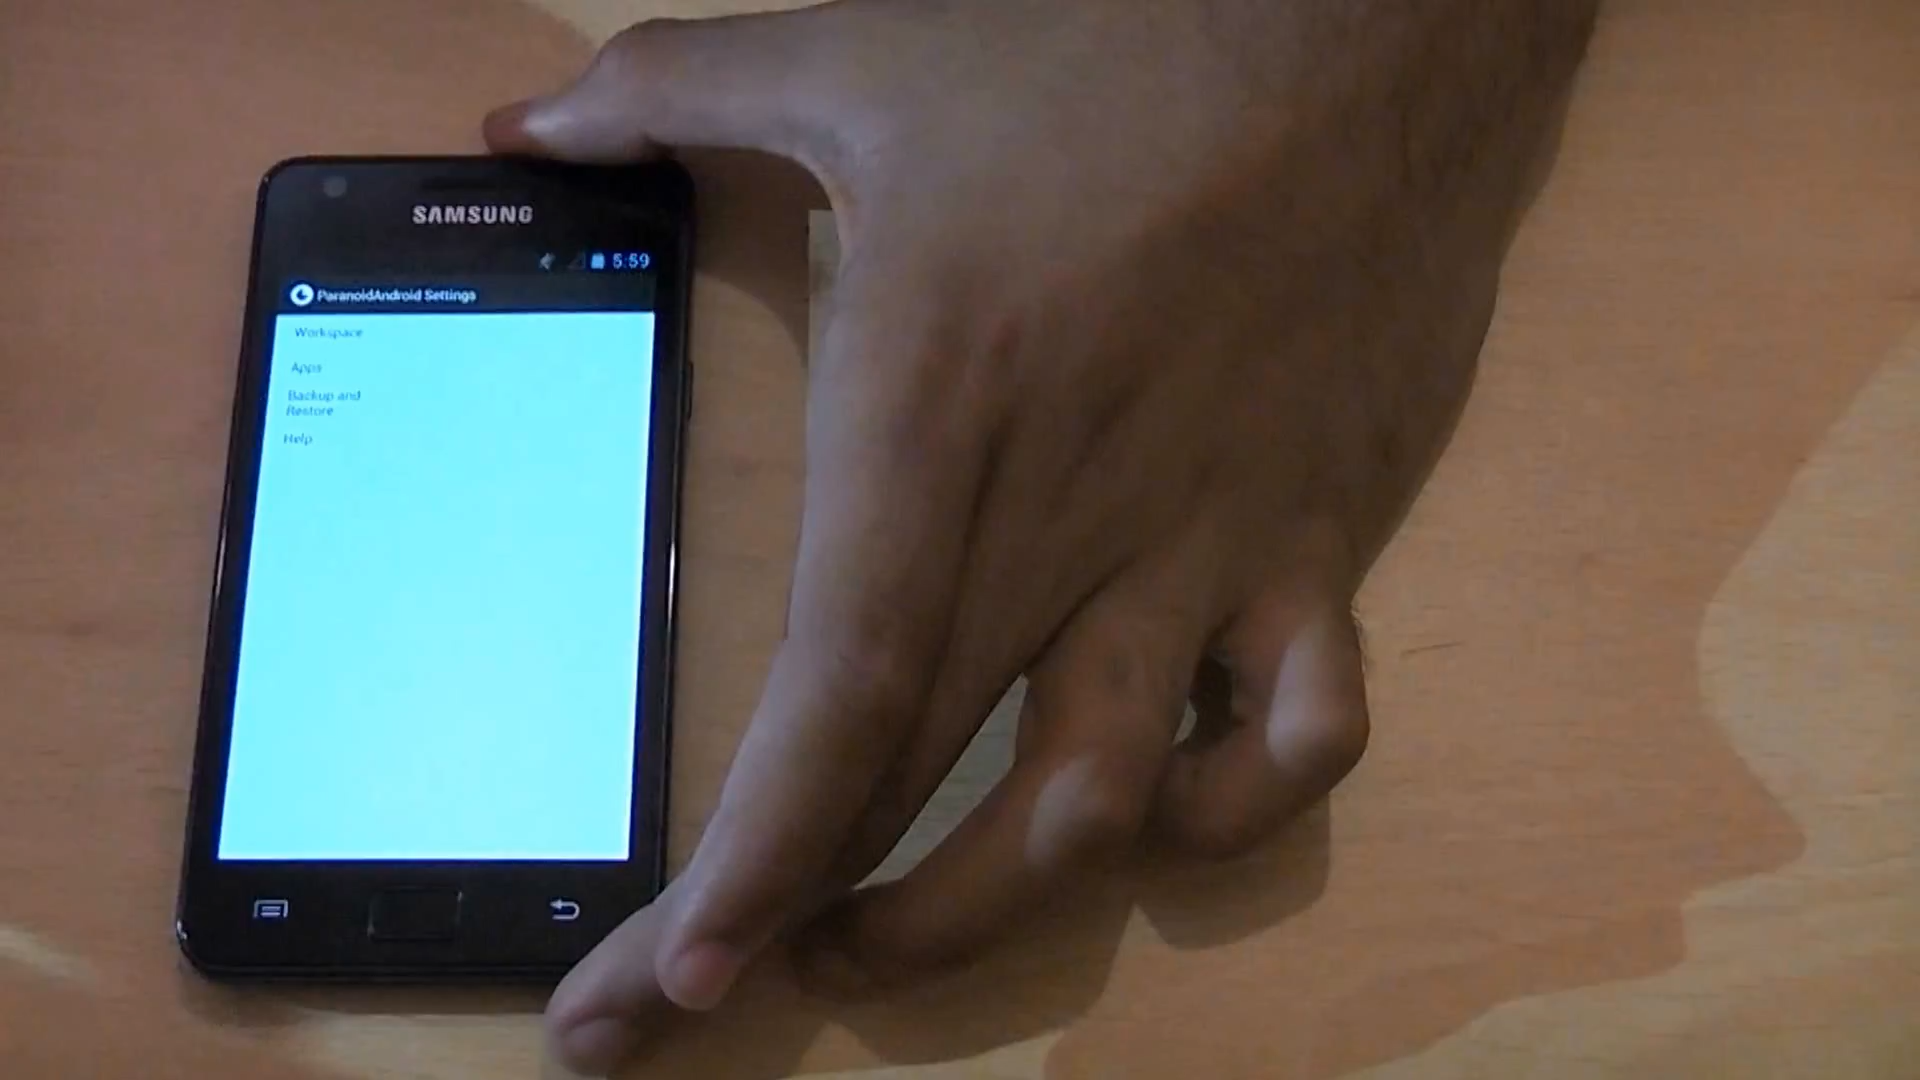 SAMSUNG
5:59
ParanoidAndroid Settings
Workspace
Apps
Backup and
Restore
Help